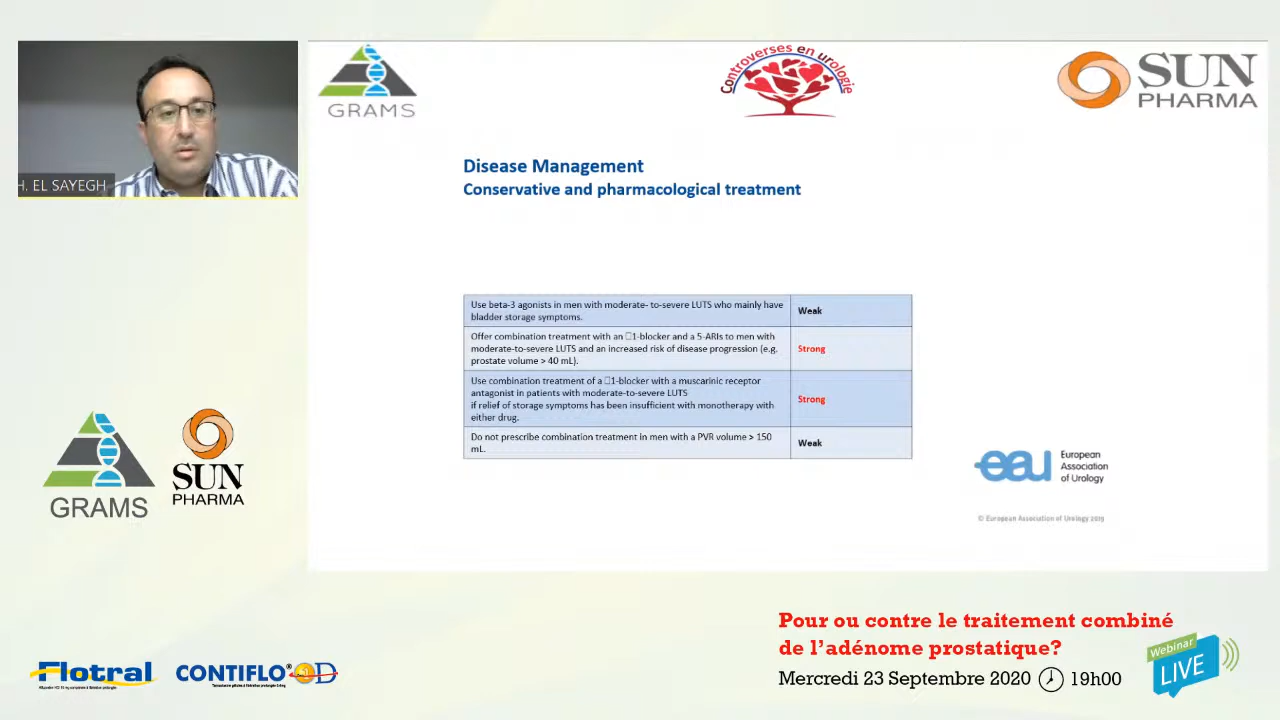 H. EL SAYEGH
GRAMS
Controverses en urologie
SUN
PHARMA
Disease Management
Conservative and pharmacological treatment
Use beta-3 agonists in men with moderate- to-severe LUTS who mainly have
bladder storage symptoms.
Weak
Offer combination treatment with an □1-blocker and a 5-ARIs to men with
moderate-to-severe LUTS and an increased risk of disease progression (e.g.
prostate volume > 40 mL).
Strong
Use combination treatment of a □1-blocker with a muscarinic receptor
antagonist in patients with moderate-to-severe LUTS
if relief of storage symptoms has been insufficient with monotherapy with
either drug.
Strong
Do not prescribe combination treatment in men with a PVR volume > 150
mL.
Weak
eau
European
Association
of Urology
© European Association of Urology 2019
GRAMS
SUN
PHARMA
Flotral
CONTIFLO® OD
Pour ou contre le traitement combiné
de l'adénome prostatique?
Mercredi 23 Septembre 2020
19h00
Webinar
LIVE